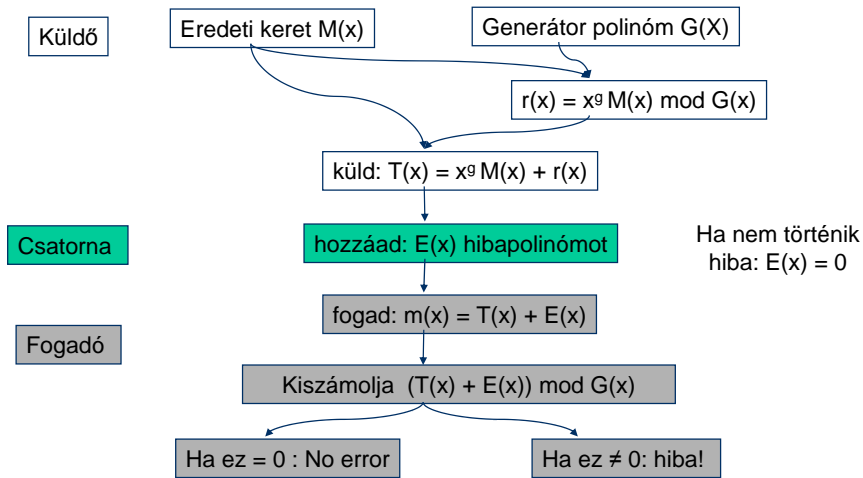 Küldő
Eredeti keret M(x)
Generátor polinóm G(X)
r(x) = xᵍ M(x) mod G(x)
küld: T(x) = xᵍ M(x) + r(x)
Csatorna
hozzáad: E(x) hibapolinómot
Ha nem történik
hiba: E(x) = 0
fogad: m(x) = T(x) + E(x)
Fogadó
Kiszámolja (T(x) + E(x)) mod G(x)
Ha ez = 0 : No error
Ha ez ≠ 0: hiba!